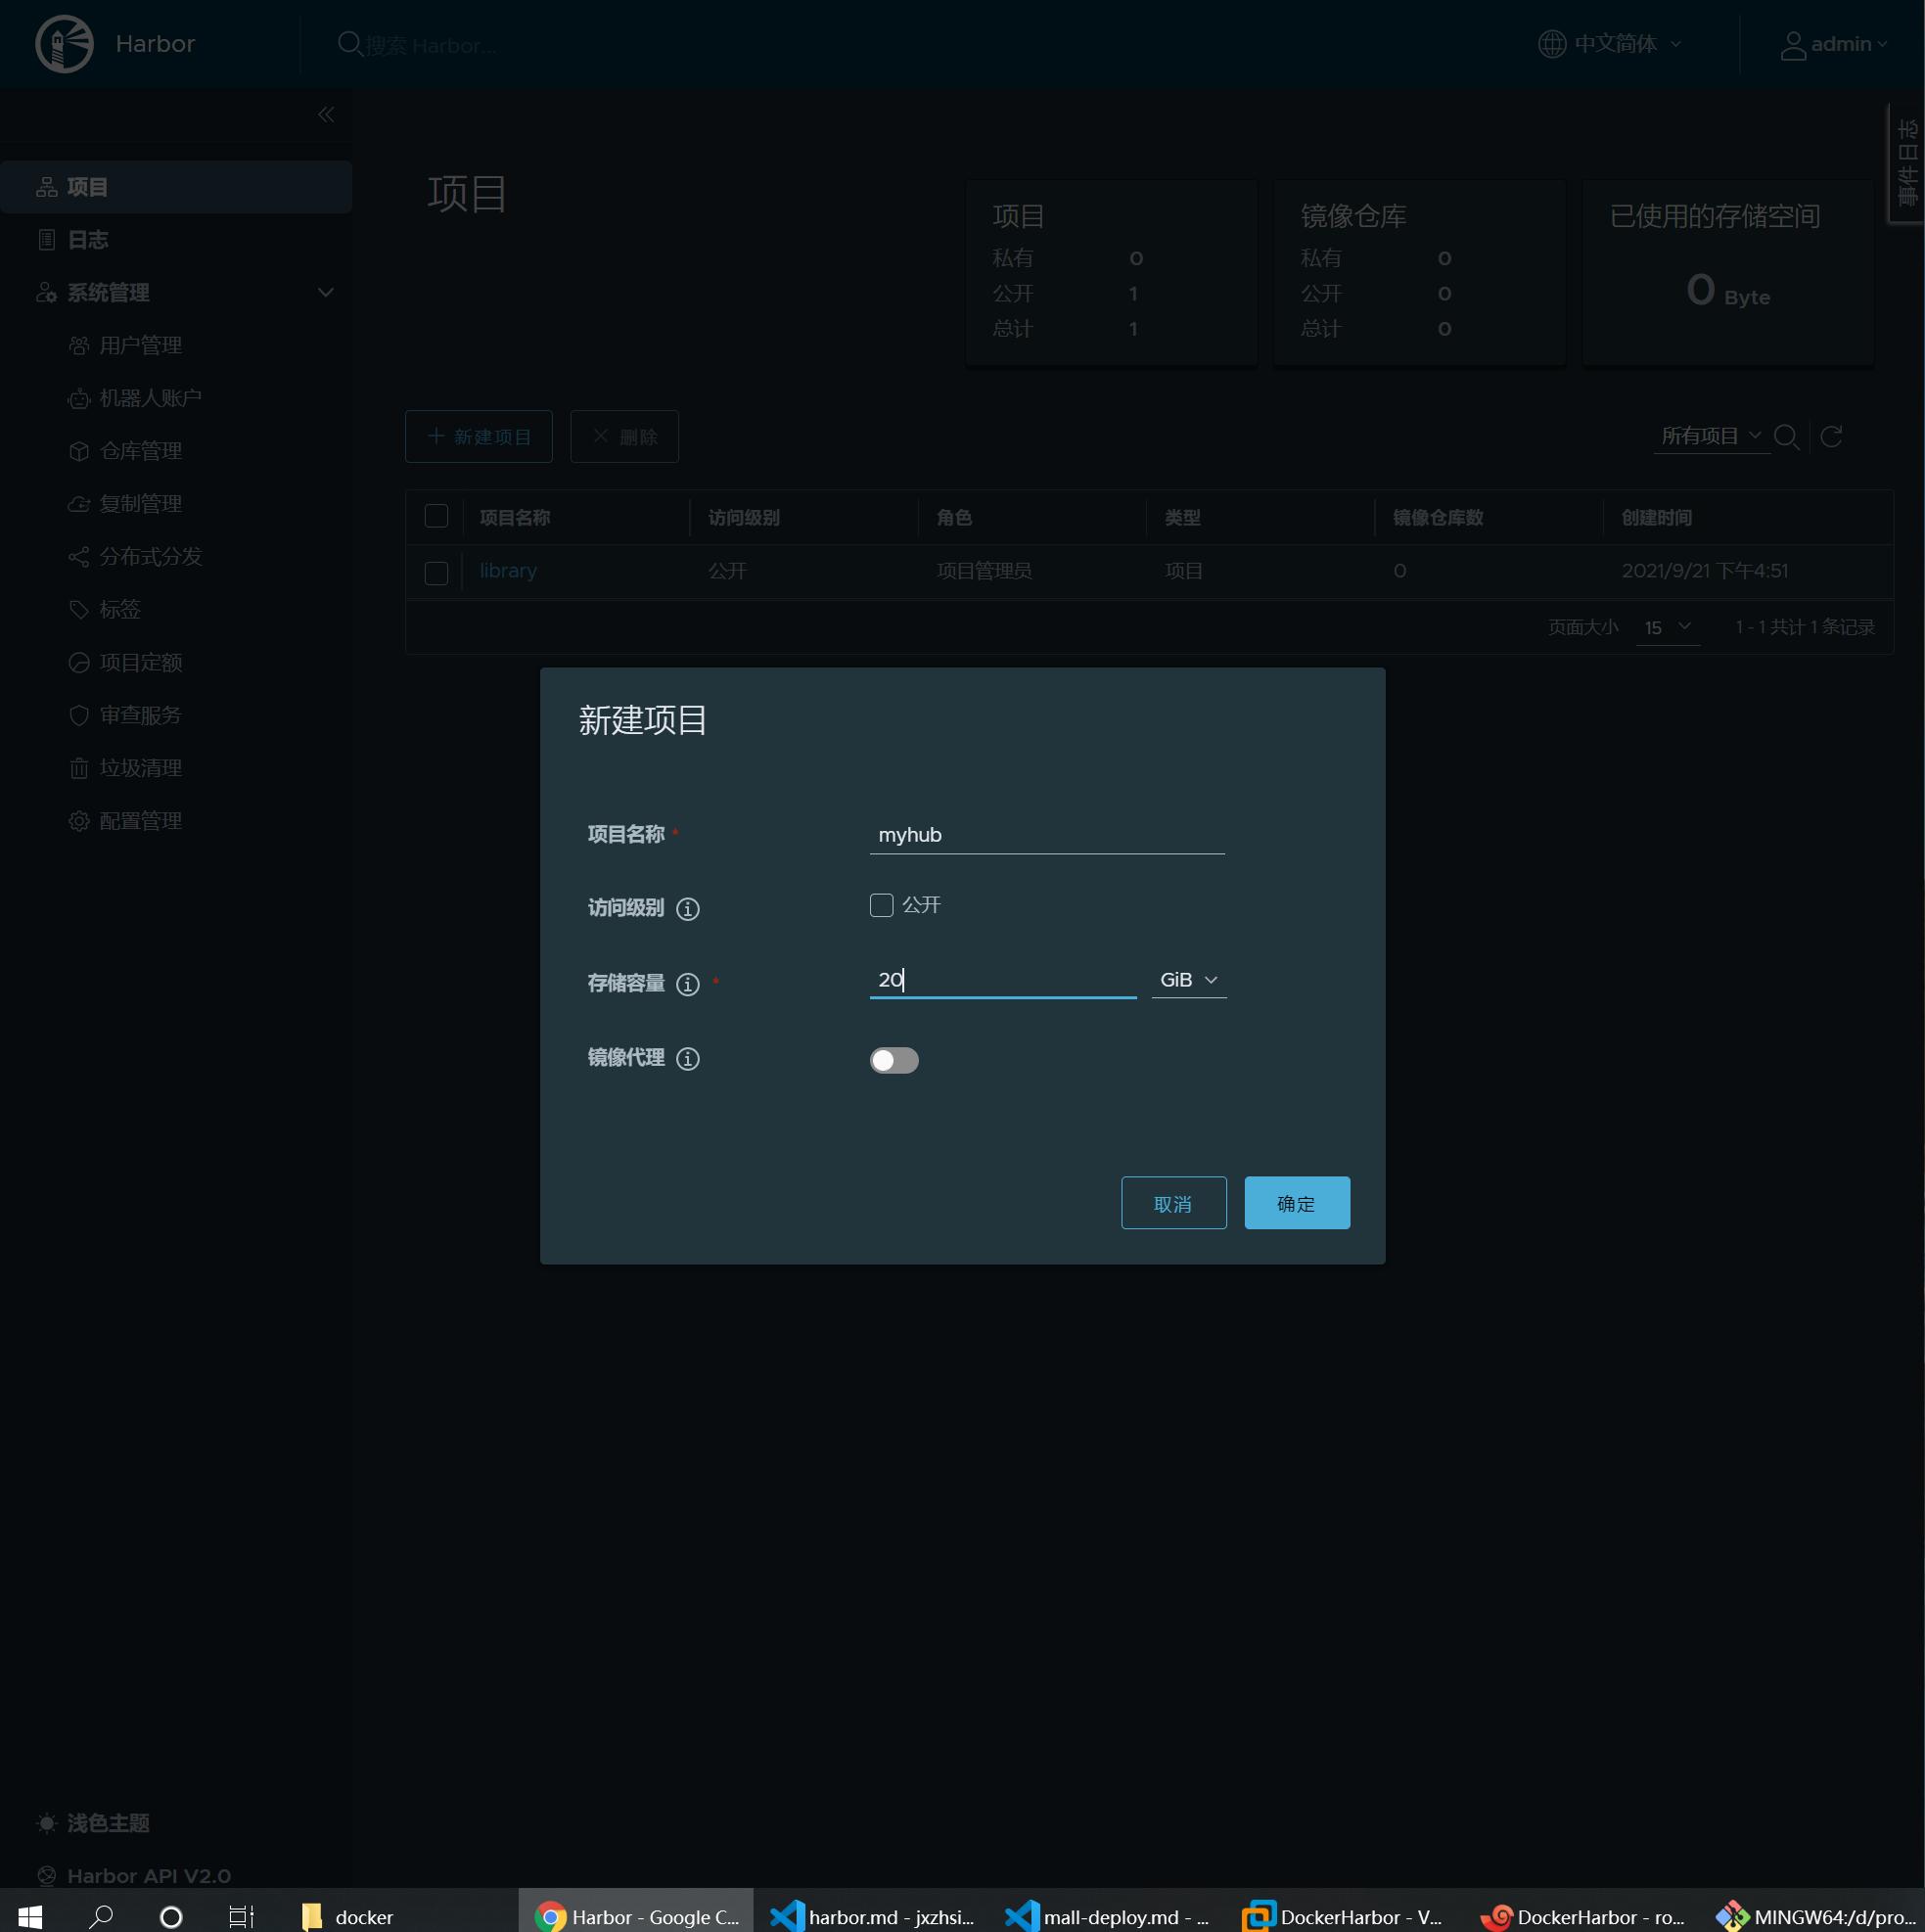 Harbor
搜索 Harbor...
中文简体
admin
事件日志
项目
日志
系统管理
用户管理
机器人账户
仓库管理
复制管理
分布式分发
标签
项目定额
审查服务
垃圾清理
配置管理
项目
项目
私有 0
公开 1
总计 1
镜像仓库
私有 0
公开 0
总计 0
已使用的存储空间
0 Byte
新建项目
删除
所有项目
项目名称 访问级别 角色 类型 镜像仓库数 创建时间
library 公开 项目管理员 项目 0 2021/9/21 下午4:51
页面大小 15 1 - 1 共计 1 条记录
新建项目
项目名称 * myhub
访问级别 公开
存储容量 * 20 GiB
镜像代理
取消
确定
浅色主题
Harbor API V2.0
docker
Harbor - Google C...
harbor.md - jxzhsi...
mall-deploy.md - ...
DockerHarbor - V...
DockerHarbor - ro...
MINGW64:/d/pro...